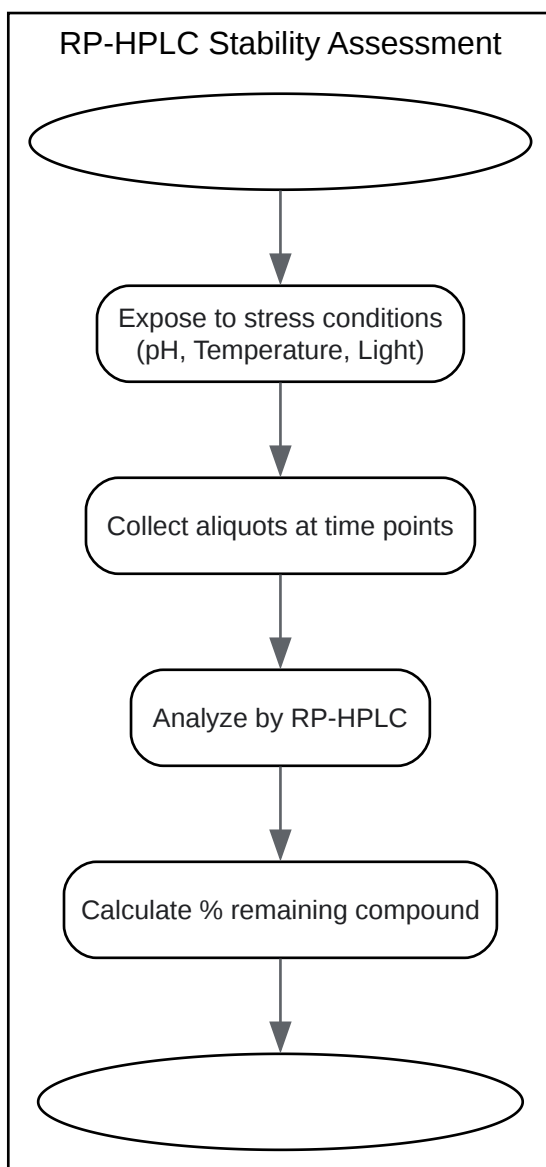 RP-HPLC Stability Assessment
Expose to stress conditions
(pH, Temperature, Light)
Collect aliquots at time points
Analyze by RP-HPLC
Calculate % remaining compound